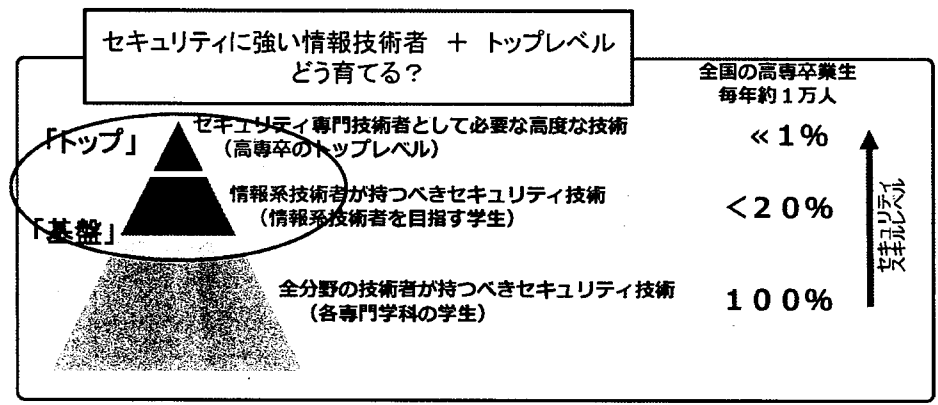 セキュリティに強い情報技術者　＋　トップレベル
どう育てる？
全国の高専卒業生
毎年約１万人
「トップ」
セキュリティ専門技術者として必要な高度な技術
（高専卒のトップレベル）
≪１％
情報系技術者が持つべきセキュリティ技術
（情報系技術者を目指す学生）
＜２０％
「基盤」
全分野の技術者が持つべきセキュリティ技術
（各専門学科の学生）
１００％
セキュリティ
スキルレベル